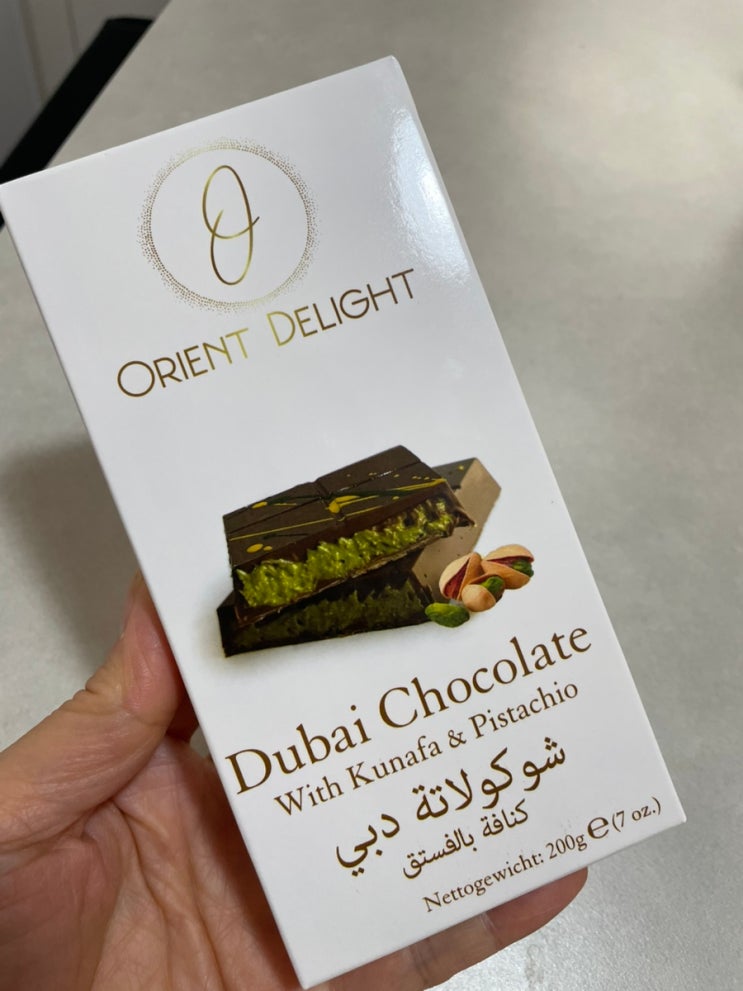 ORIENT DELIGHT
Dubai Chocolate
With Kunafa & Pistachio
شوكولاتة دبي
كنافة بالفستق
Nettogewicht: 200g ℮ (7 oz.)